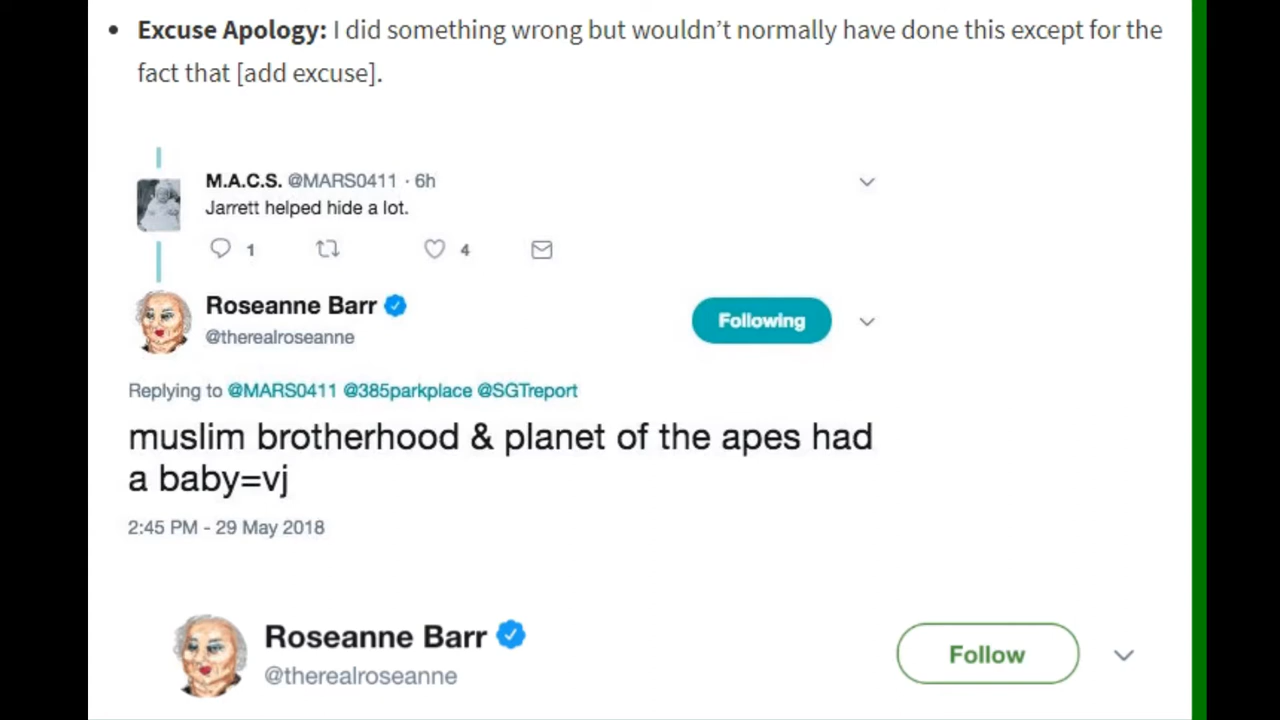 • Excuse Apology: I did something wrong but wouldn’t normally have done this except for the
fact that [add excuse].
M.A.C.S. @MARS0411 · 6h
Jarrett helped hide a lot.
1 4
Roseanne Barr
@therealroseanne
Following
Replying to @MARS0411 @385parkplace @SGTreport
muslim brotherhood & planet of the apes had
a baby=vj
2:45 PM - 29 May 2018
Roseanne Barr
@therealroseanne
Follow